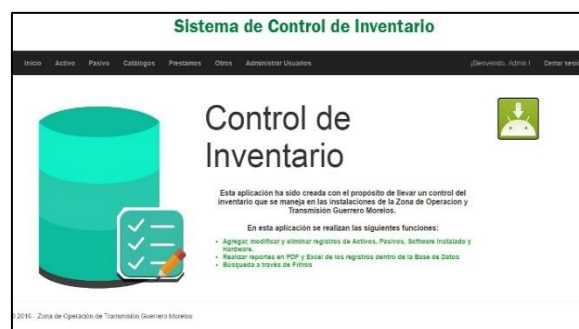 Sistema de Control de Inventario
Inicio Activo Pasivo Catálogos Prestamos Otros Administrar Usuarios ¡Bienvenido, Admin ! Cerrar sesic
Control de
Inventario
Esta aplicación ha sido creada con el propósito de llevar un control del
inventario que se maneja en las instalaciones de la Zona de Operacion y
Transmisión Guerrero Morelos.
En esta aplicación se realizan las siguientes funciones:
Agregar, modificar y eliminar registros de Activos, Pasivos, Software Instalado y
Hardware.
Realizar reportes en PDF y Excel de los registros dentro de la Base de Datos
Búsqueda a través de Filtros
2016 - Zona de Operación de Transmisión Guerrero Morelos